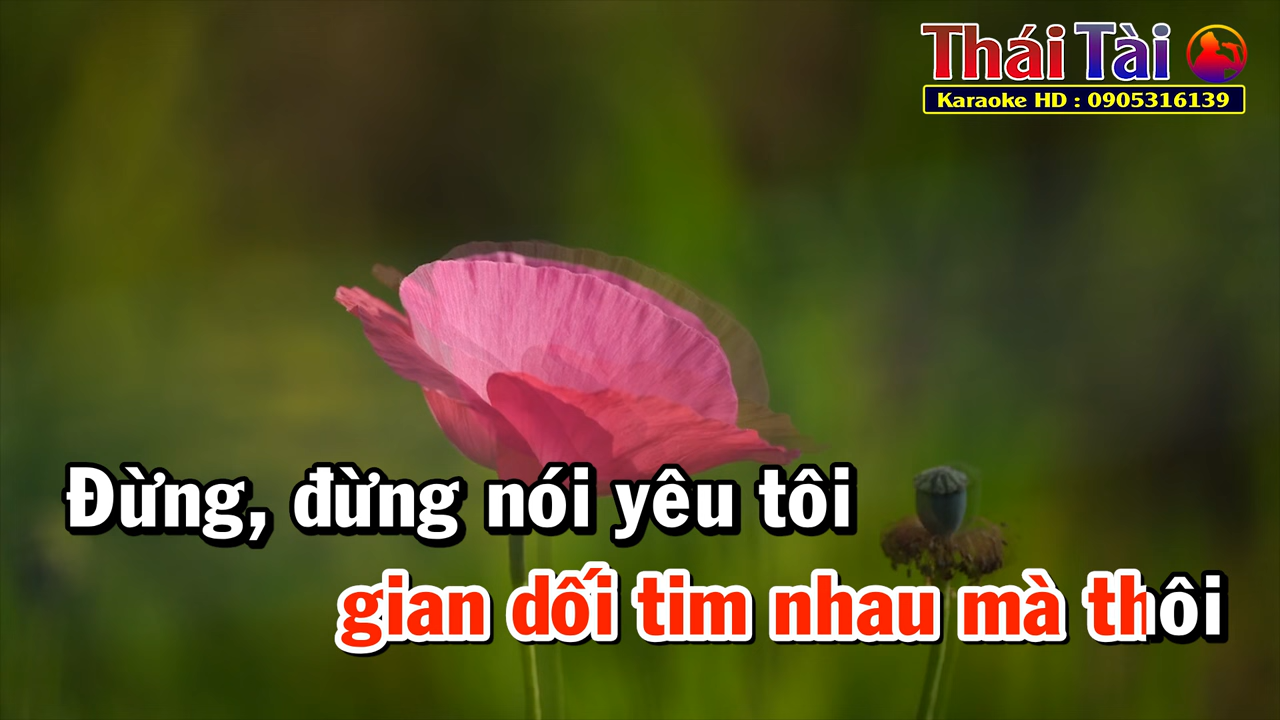 Thái Tài
Karaoke HD : 0905316139
Đừng, đừng nói yêu tôi
gian dối tim nhau mà thôi